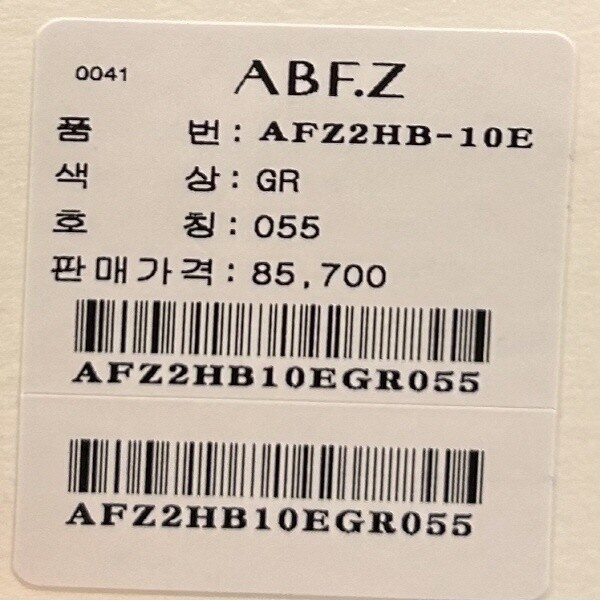 0041 ABF.Z
품 번 : AFZ2HB-10E
색 상 : GR
호 칭 : 055
판매가격 : 85,700
AFZ2HB10EGR055
AFZ2HB10EGR055